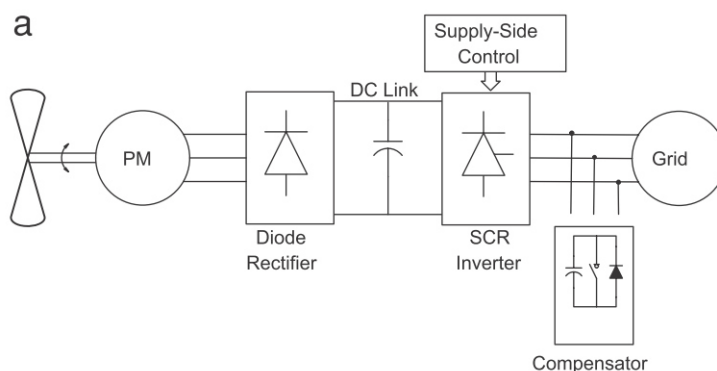 a
Supply-Side
Control
DC Link
PM
Grid
Diode
Rectifier
SCR
Inverter
Compensator